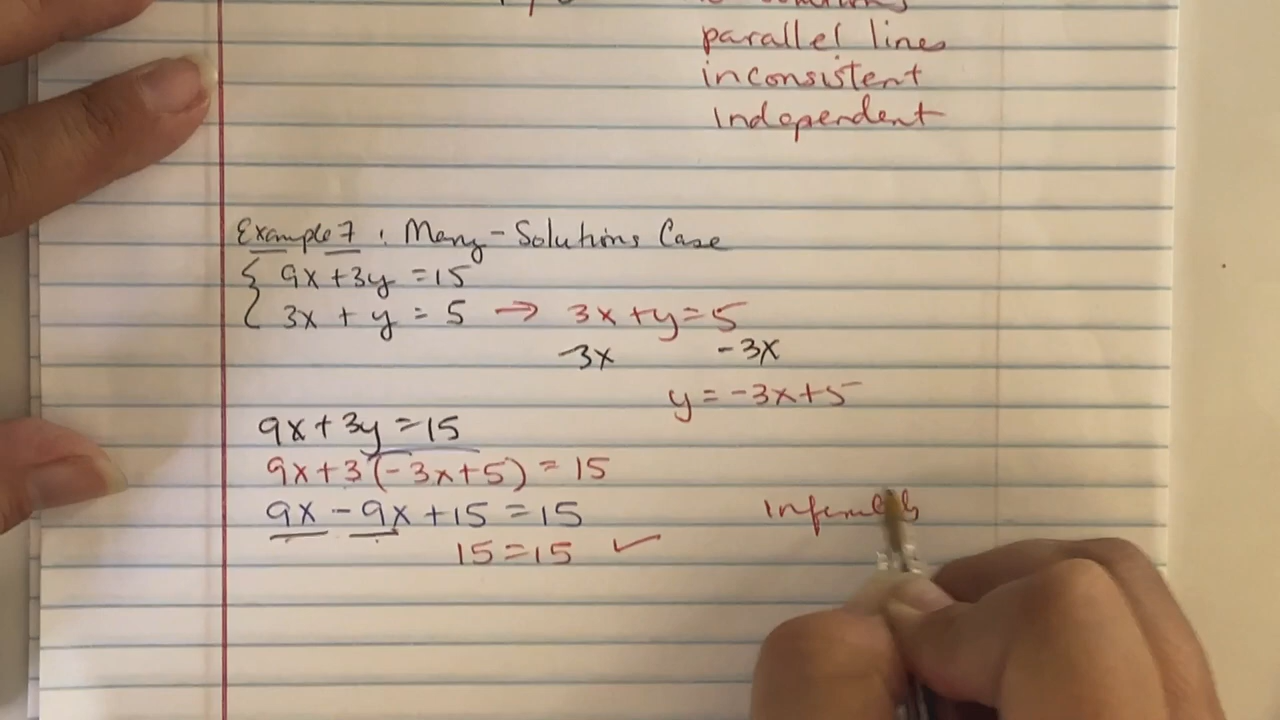 parallel lines
inconsistent
Independent
Example 7: Many-Solutions Case
9x+3y=15
3x+y=5 → 3x+y=5
-3x -3x
y=-3x+5
9x+3y=15
9x+3(-3x+5)=15
9x-9x+15=15
15=15 ✓